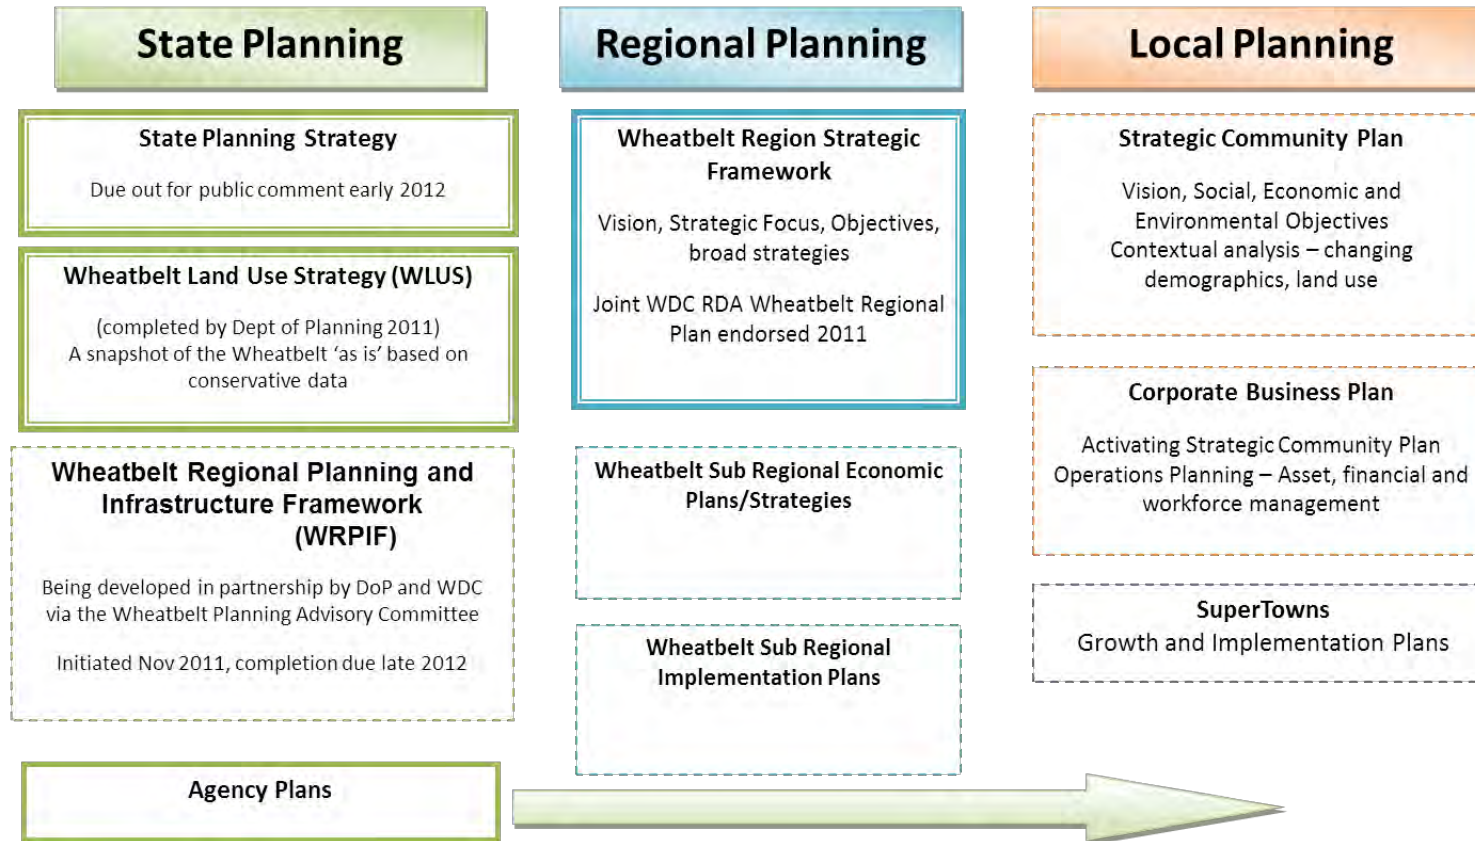 State Planning
Regional Planning
Local Planning
State Planning Strategy
Due out for public comment early 2012
Wheatbelt Land Use Strategy (WLUS)
(completed by Dept of Planning 2011)
A snapshot of the Wheatbelt ‘as is’ based on
conservative data
Wheatbelt Regional Planning and
Infrastructure Framework
(WRPIF)
Being developed in partnership by DoP and WDC
via the Wheatbelt Planning Advisory Committee
Initiated Nov 2011, completion due late 2012
Agency Plans
Wheatbelt Region Strategic
Framework
Vision, Strategic Focus, Objectives,
broad strategies
Joint WDC RDA Wheatbelt Regional
Plan endorsed 2011
Wheatbelt Sub Regional Economic
Plans/Strategies
Wheatbelt Sub Regional
Implementation Plans
Strategic Community Plan
Vision, Social, Economic and
Environmental Objectives
Contextual analysis – changing
demographics, land use
Corporate Business Plan
Activating Strategic Community Plan
Operations Planning – Asset, financial and
workforce management
SuperTowns
Growth and Implementation Plans